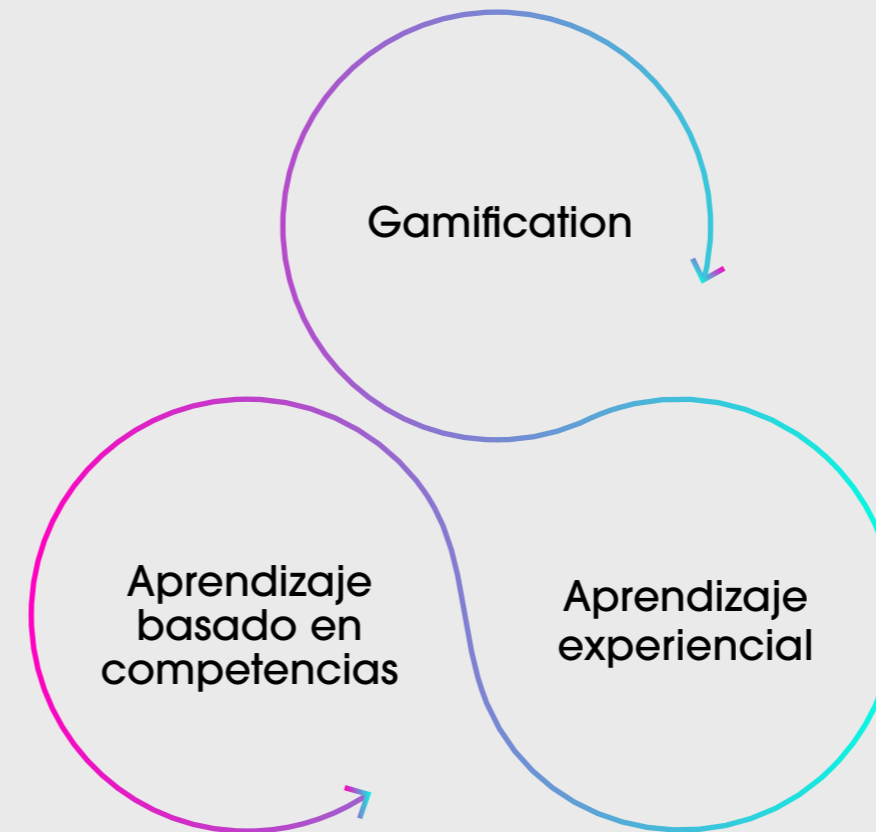 Gamification
Aprendizaje
basado en
competencias
Aprendizaje
experiencial